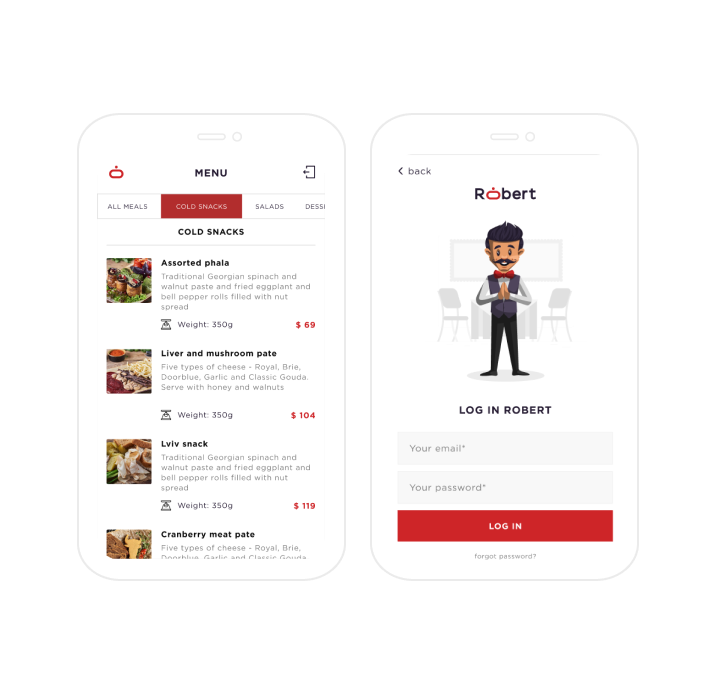 MENU
ALL MEALS COLD SNACKS SALADS DESSI
COLD SNACKS
Assorted phala
Traditional Georgian spinach and
walnut paste and fried eggplant and
bell pepper rolls filled with nut
spread
Weight: 350g $ 69
Liver and mushroom pate
Five types of cheese - Royal, Brie,
Doorblue, Garlic and Classic Gouda.
Serve with honey and walnuts
Weight: 350g $ 104
Lviv snack
Traditional Georgian spinach and
walnut paste and fried eggplant and
bell pepper rolls filled with nut
spread
Weight: 350g $ 119
Cranberry meat pate
Five types of cheese - Royal, Brie,
Doorblue, Garlic and Classic Gouda
back
Robert
LOG IN ROBERT
Your email*
Your password*
LOG IN
forgot password?